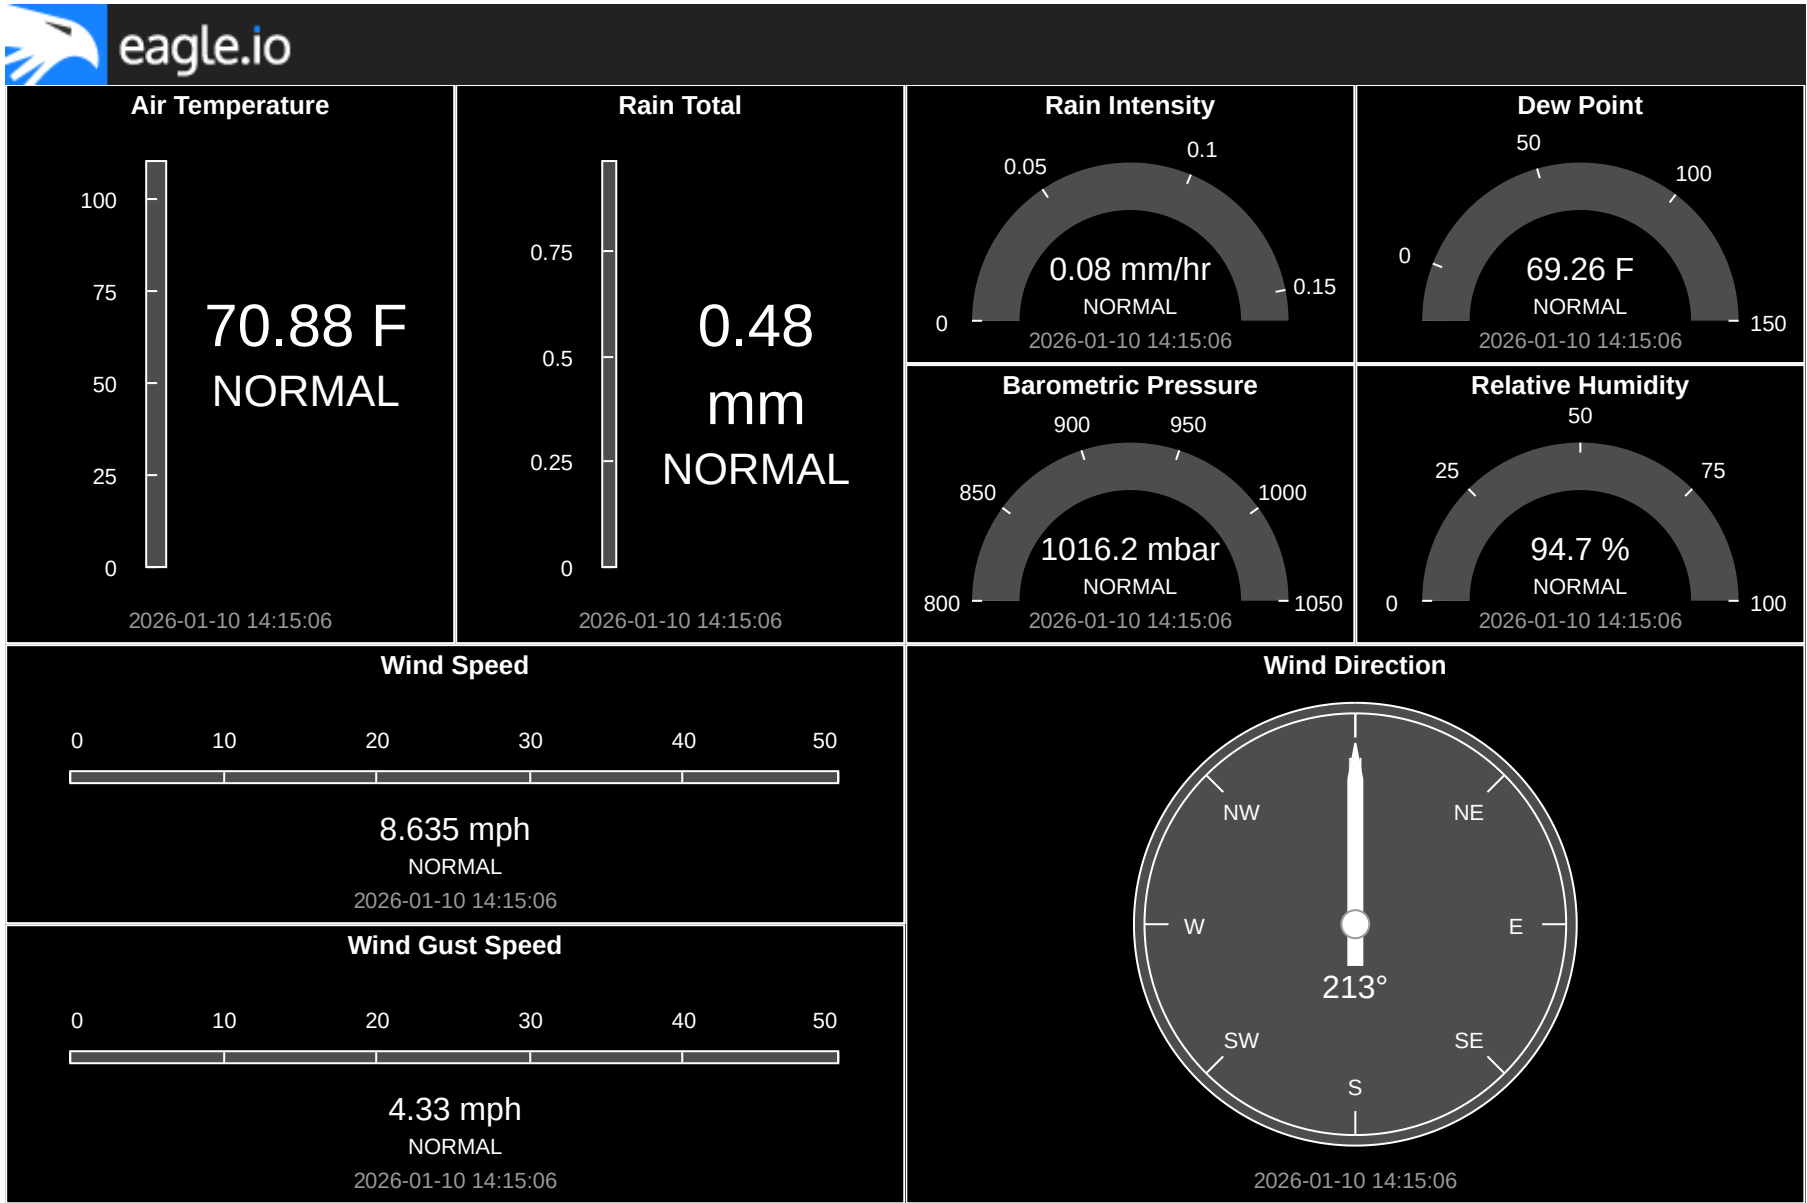 eagle.io
Air Temperature
100
75
50
25
0
70.88 F
NORMAL
2026-01-10 14:15:06
Rain Total
0.75
0.5
0.25
0
0.48
mm
NORMAL
2026-01-10 14:15:06
Rain Intensity
0
0.05
0.1
0.15
0.08 mm/hr
NORMAL
2026-01-10 14:15:06
Dew Point
0
50
100
150
69.26 F
NORMAL
2026-01-10 14:15:06
Barometric Pressure
800
850
900
950
1000
1050
1016.2 mbar
NORMAL
2026-01-10 14:15:06
Relative Humidity
0
25
50
75
100
94.7 %
NORMAL
2026-01-10 14:15:06
Wind Speed
0 10 20 30 40 50
8.635 mph
NORMAL
2026-01-10 14:15:06
Wind Gust Speed
0 10 20 30 40 50
4.33 mph
NORMAL
2026-01-10 14:15:06
Wind Direction
NW NE
W E
213°
SW SE
S
2026-01-10 14:15:06